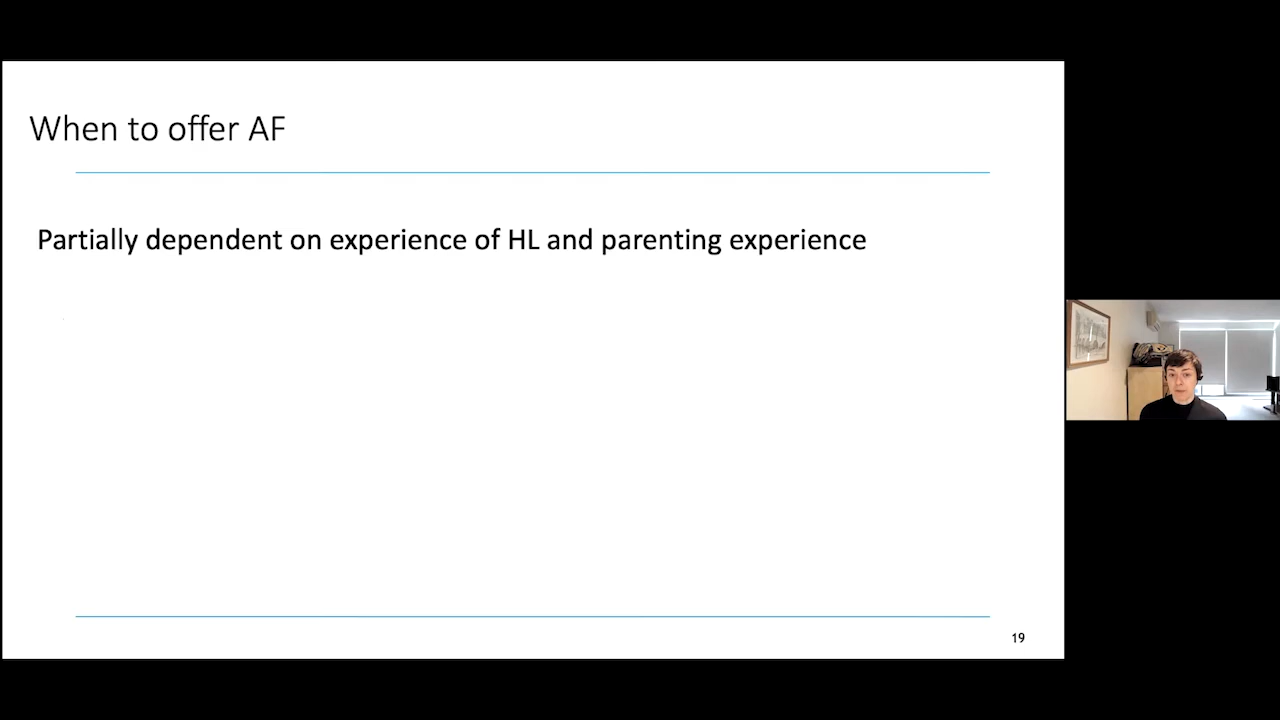 When to offer AF
Partially dependent on experience of HL and parenting experience
19